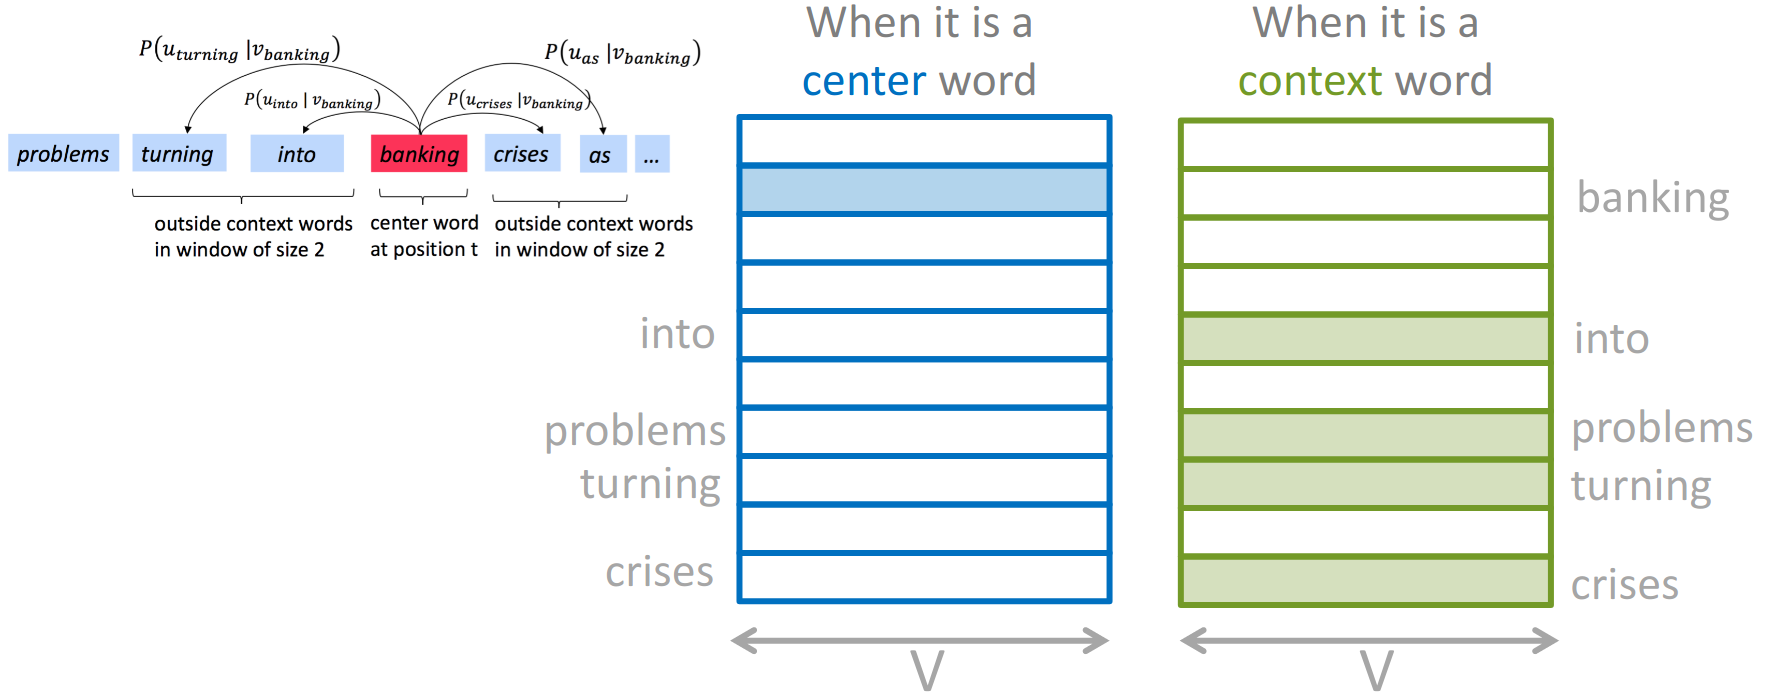 P(u_turning | v_banking)
P(u_as | v_banking)
P(u_into | v_banking)
P(u_crises | v_banking)
problems turning into banking crises as ...
outside context words
in window of size 2
center word
at position t
outside context words
in window of size 2
When it is a
center word
into
problems
turning
crises
V
When it is a
context word
banking
into
problems
turning
crises
V